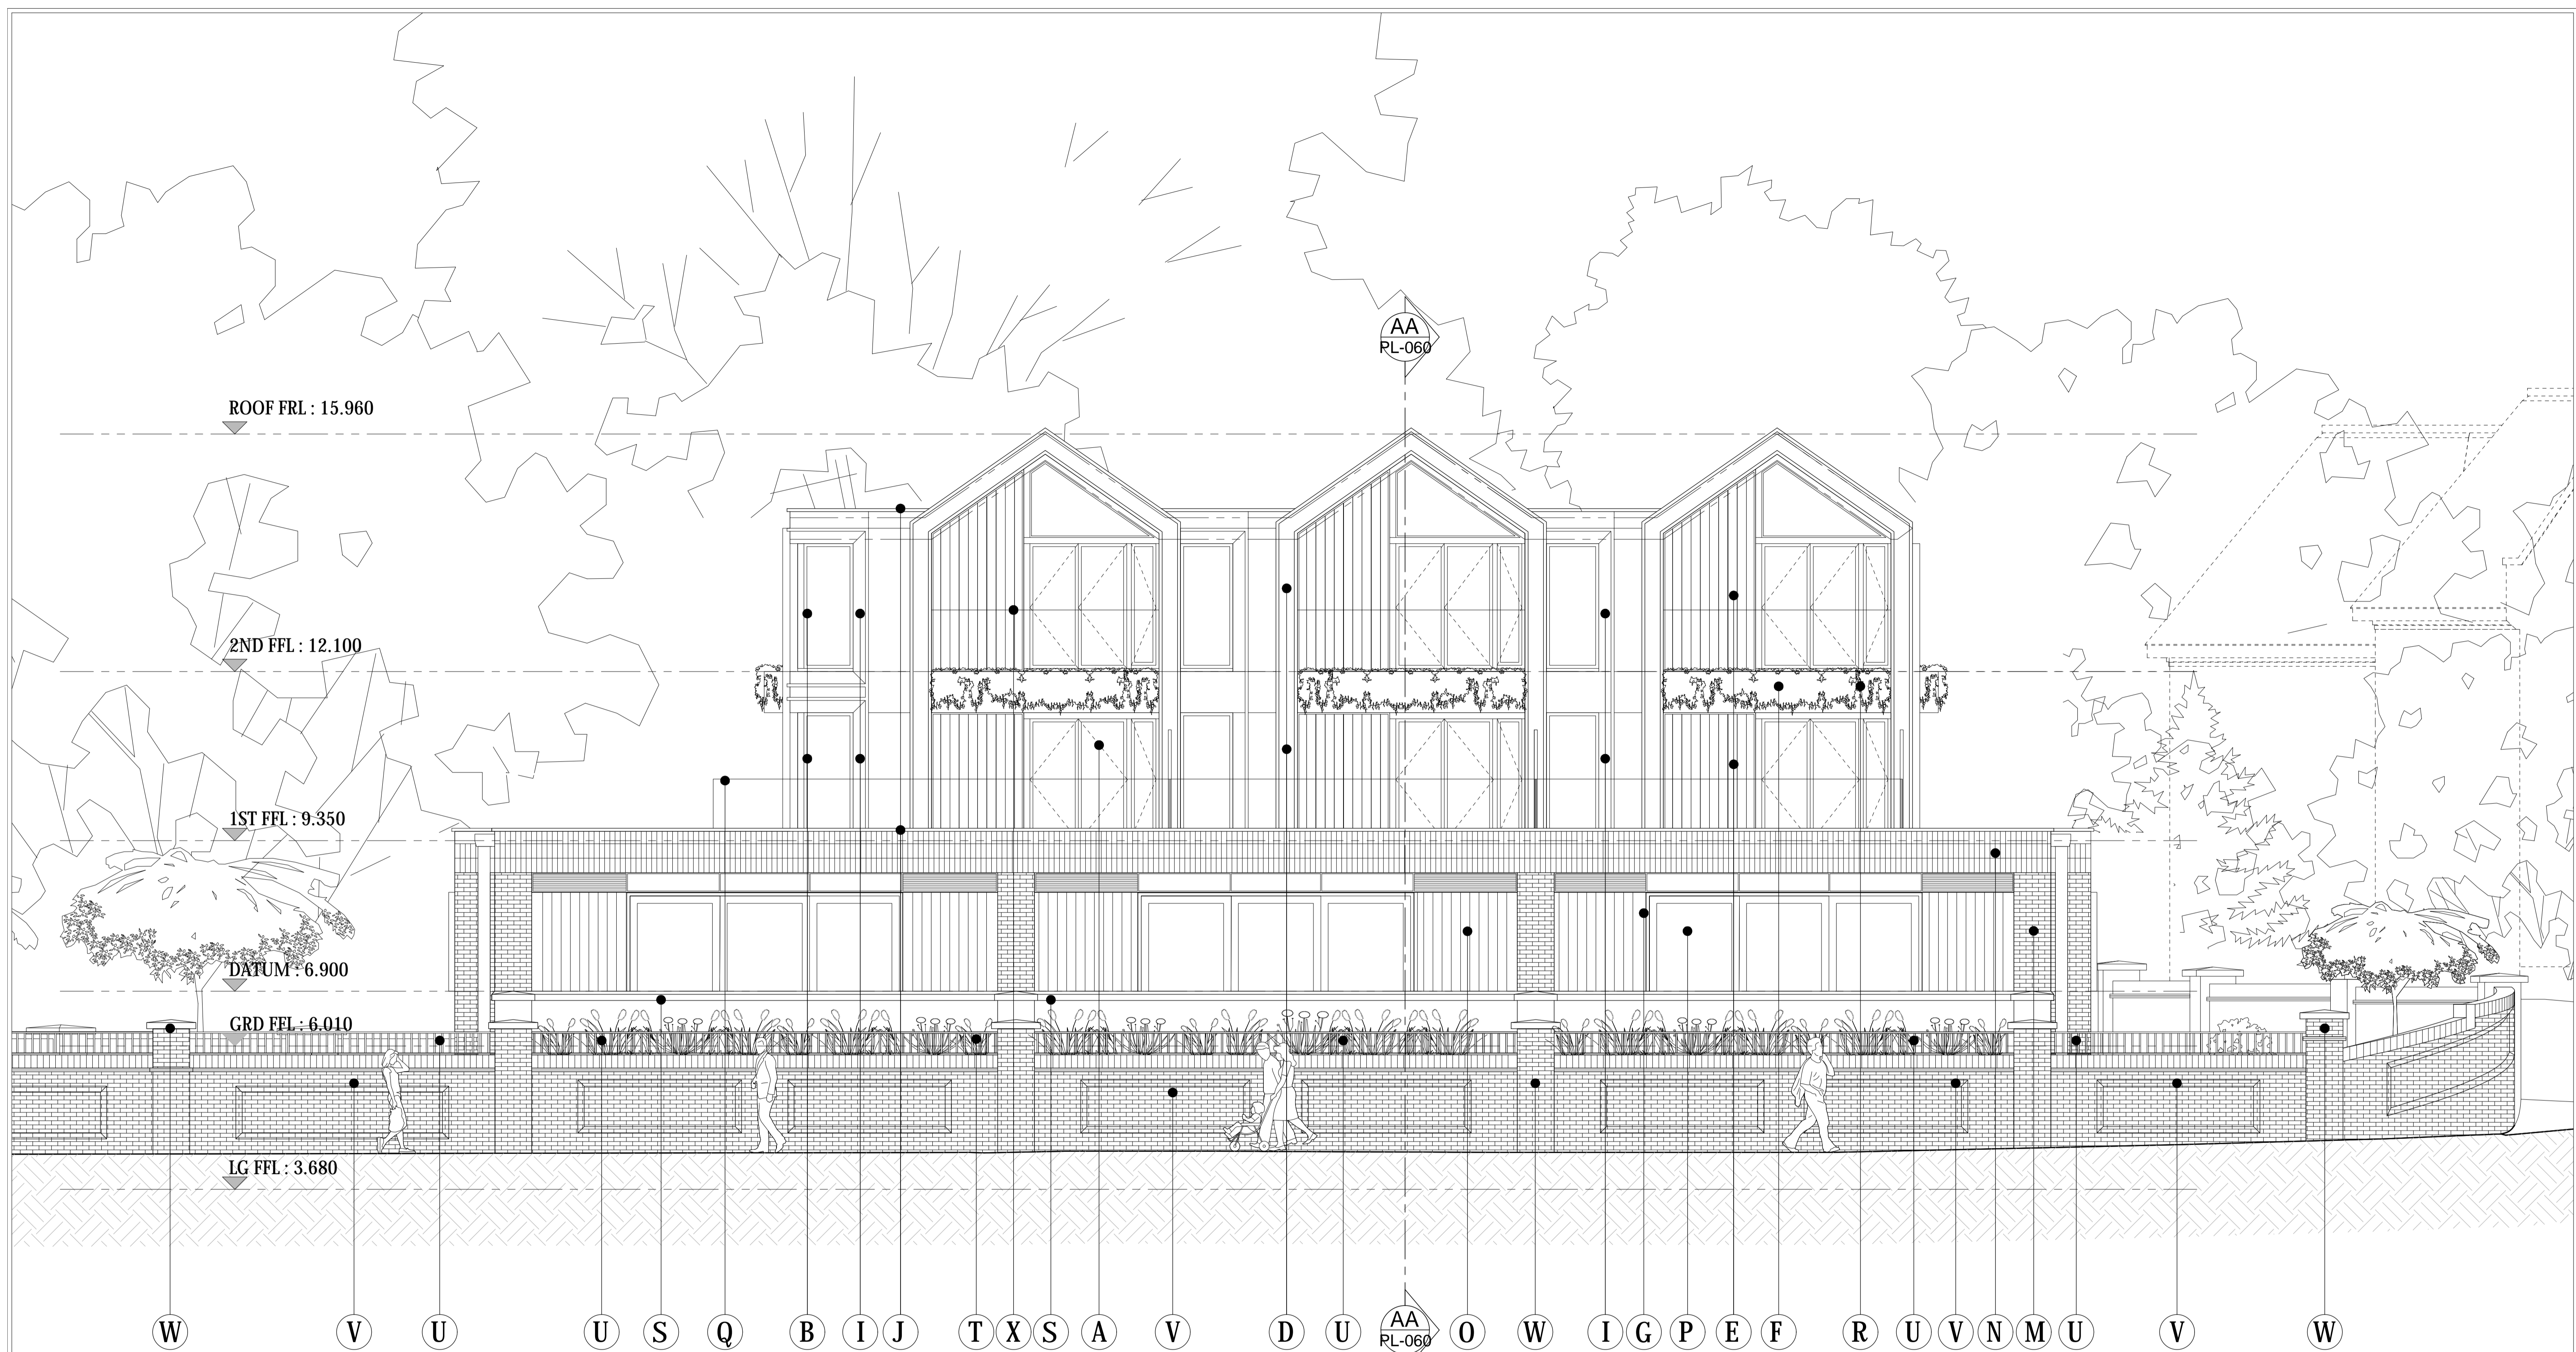 AA
PL-060
ROOF FRL : 15.960
2ND FFL : 12.100
1ST FFL : 9.350
DATUM : 6.900
GRD FFL : 6.010
LG FFL : 3.680
W V U U S Q B I J T X S A V D U AA O W I G P E F R U V N M U V W
PL-060